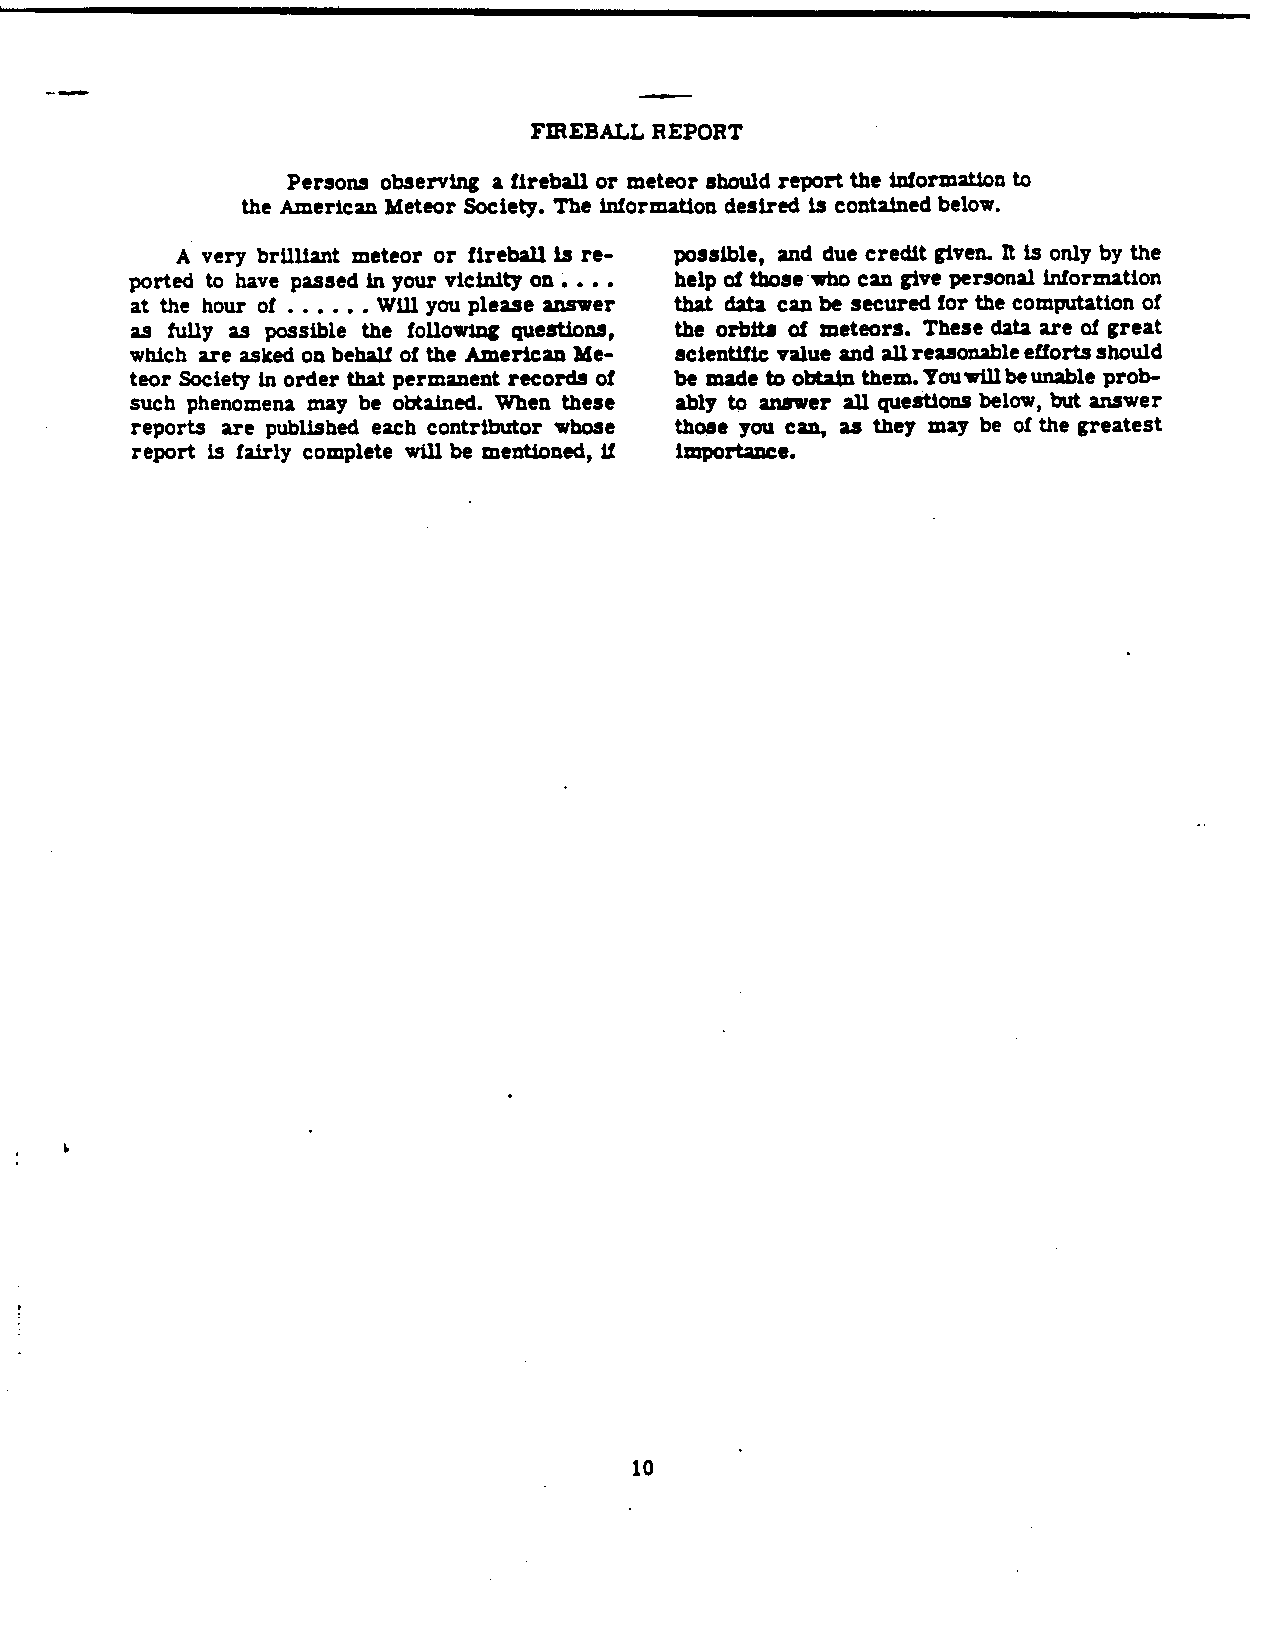 FIREBALL REPORT
Persons observing a fireball or meteor should report the information to
the American Meteor Society. The information desired is contained below.
A very brilliant meteor or fireball is re-
ported to have passed in your vicinity on . . . .
at the hour of . . . . . . Will you please answer
as fully as possible the following questions,
which are asked on behalf of the American Me-
teor Society in order that permanent records of
such phenomena may be obtained. When these
reports are published each contributor whose
report is fairly complete will be mentioned, if
possible, and due credit given. It is only by the
help of those who can give personal information
that data can be secured for the computation of
the orbits of meteors. These data are of great
scientific value and all reasonable efforts should
be made to obtain them. You will be unable prob-
ably to answer all questions below, but answer
those you can, as they may be of the greatest
importance.
10